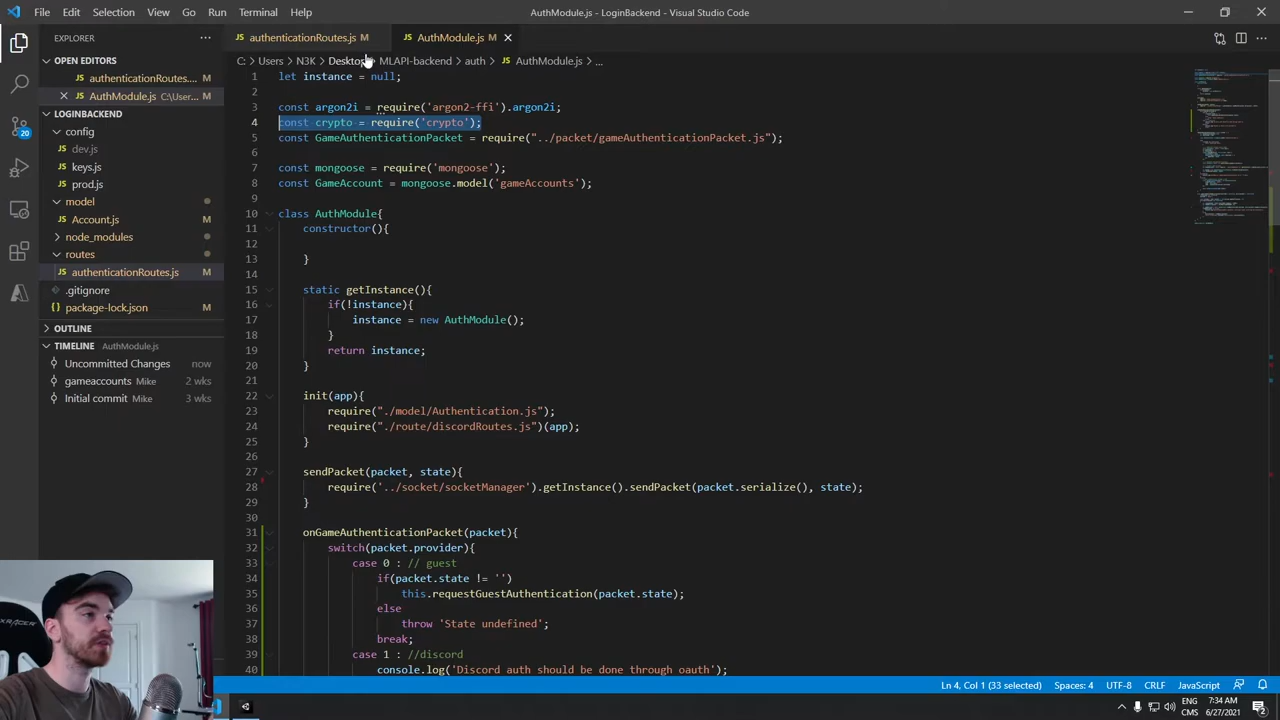 File Edit Selection View Go Run Terminal Help
AuthModule.js - LoginBackend - Visual Studio Code
EXPLORER
OPEN EDITORS
authenticationRoutes.... M
AuthModule.js C:\User...
LOGINBACKEND
config
dev.js
keys.js
prod.js
model
Account.js M
node_modules
routes
authenticationRoutes.js M
.gitignore
package-lock.json M
OUTLINE
TIMELINE AuthModule.js
Uncommitted Changes now
gameaccounts Mike 2 wks
Initial commit Mike 3 wks
20
authenticationRoutes.js M
AuthModule.js M
C: > Users > N3K > Desktop > MLAPI-backend > auth > AuthModule.js > ...
1 let instance = null;
2
3 const argon2i = require('argon2-ffi').argon2i;
4 const crypto = require('crypto');
5 const GameAuthenticationPacket = require("./packet/gameAuthenticationPacket.js");
6
7 const mongoose = require('mongoose');
8 const GameAccount = mongoose.model('gameaccounts');
9
10 class AuthModule{
11 constructor(){
12
13 }
14
15 static getInstance(){
16 if(!instance){
17 instance = new AuthModule();
18 }
19 return instance;
20 }
21
22 init(app){
23 require("./model/Authentication.js");
24 require("./route/discordRoutes.js")(app);
25 }
26
27 sendPacket(packet, state){
28 require('../socket/socketManager').getInstance().sendPacket(packet.serialize(), state);
29 }
30
31 onGameAuthenticationPacket(packet){
32 switch(packet.provider){
33 case 0 : // guest
34 if(packet.state != '')
35 this.requestGuestAuthentication(packet.state);
36 else
37 throw 'State undefined';
38 break;
39 case 1 : //discord
40 console.log('Discord auth should be done through oauth');
Ln 4, Col 1 (33 selected) Spaces: 4 UTF-8 CRLF JavaScript
ENG
CMS
7:34 AM
6/27/2021